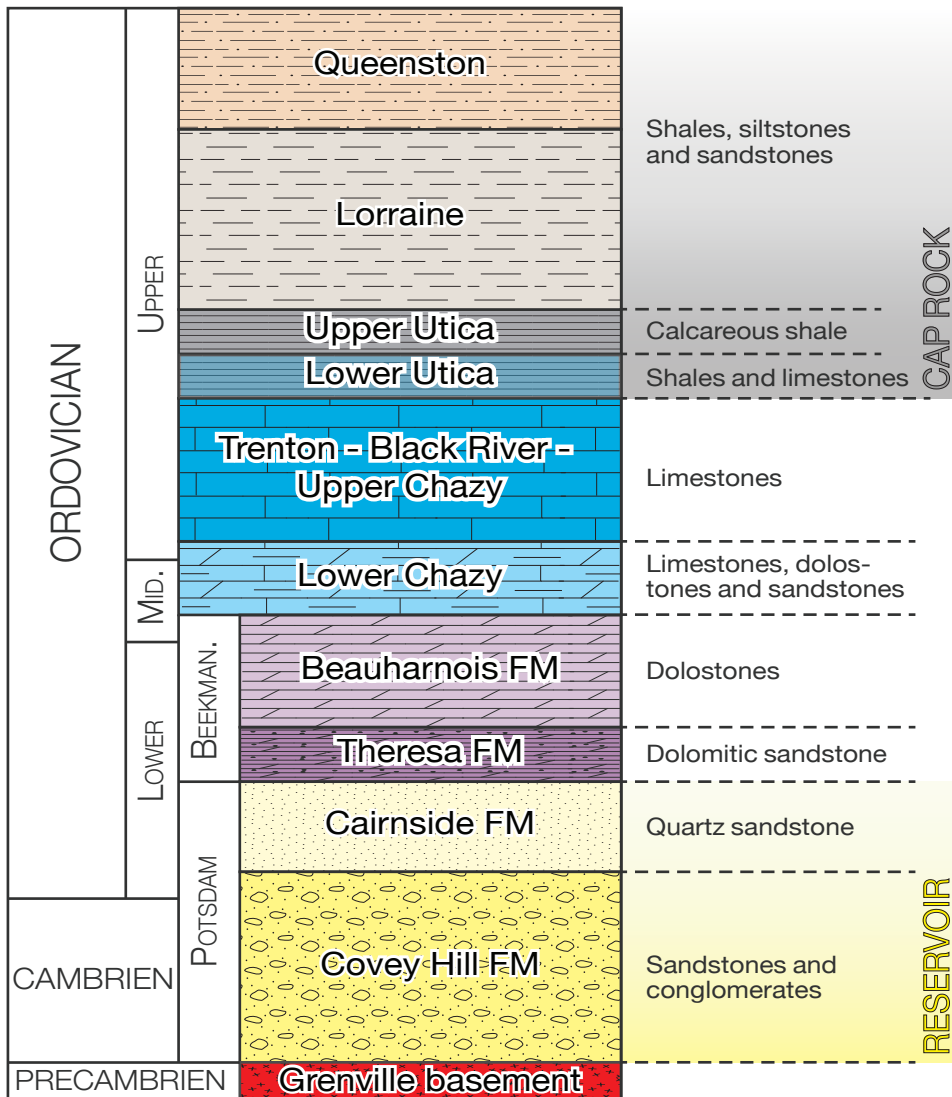 Queenston
Shales, siltstones
and sandstones
Lorraine
UPPER
CAP ROCK
Upper Utica
Calcareous shale
Lower Utica
Shales and limestones
ORDOVICIAN
Trenton - Black River -
Upper Chazy
Limestones
MID.
Lower Chazy
Limestones, dolos-
tones and sandstones
BEEKMAN.
Beauharnois FM
Dolostones
LOWER
Theresa FM
Dolomitic sandstone
Cairnside FM
Quartz sandstone
POTSDAM
RESERVOIR
CAMBRIEN
Covey Hill FM
Sandstones and
conglomerates
PRECAMBRIEN
Grenville basement